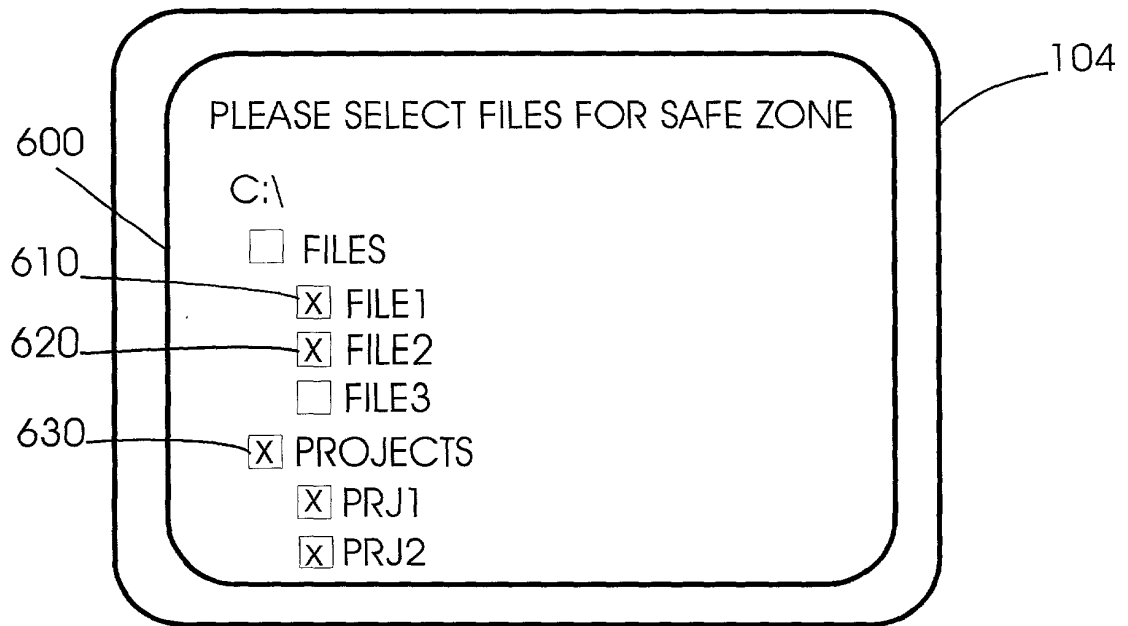 104
PLEASE SELECT FILES FOR SAFE ZONE
600
C:\
FILES
610
X FILE1
620
X FILE2
FILE3
630
X PROJECTS
X PRJ1
X PRJ2